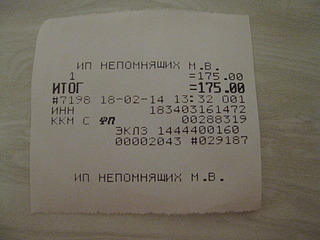 ИП НЕПОМНЯЩИХ М.В.
1 =175.00
ИТОГ =175.00
#7198 18-02-14 13:32 001
ИНН 183403161472
ККМ С ФП 00288319
ЭКЛЗ 1444400160
00002043 #029187
ИП НЕПОМНЯЩИХ М.В.